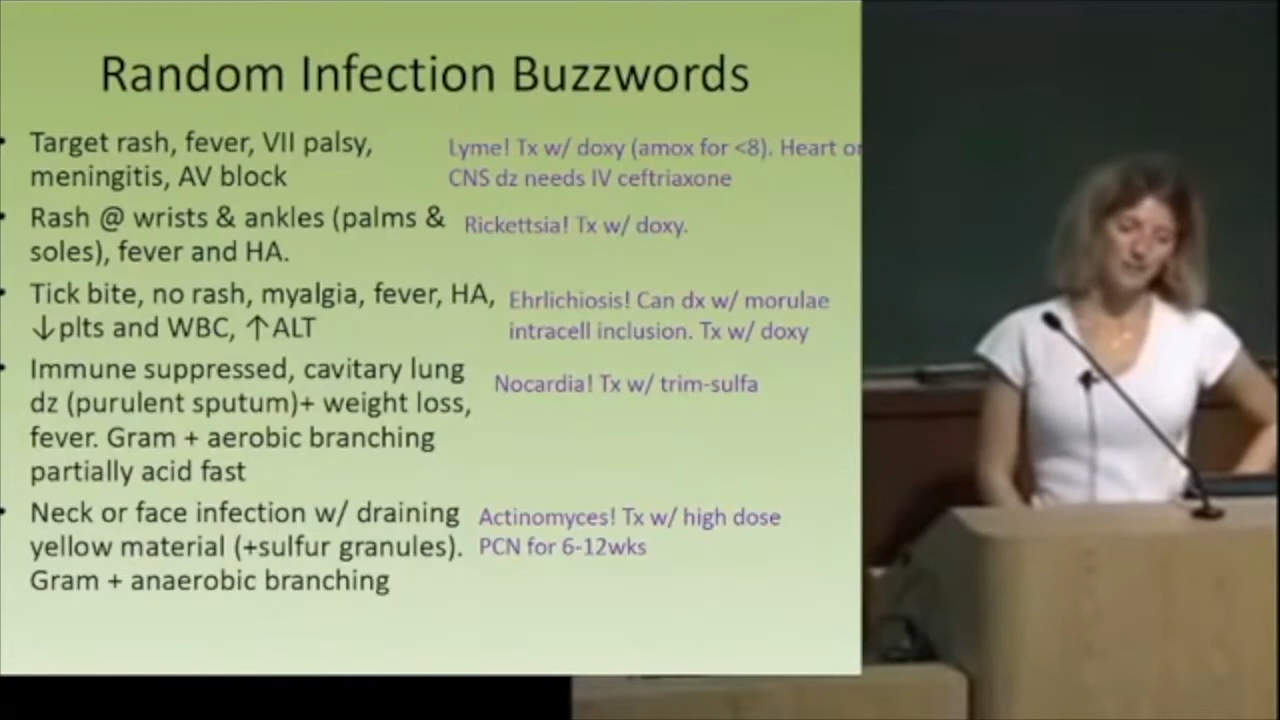 Random Infection Buzzwords
• Target rash, fever, VII palsy,
meningitis, AV block
Lyme! Tx w/ doxy (amox for <8). Heart or
CNS dz needs IV ceftriaxone
• Rash @ wrists & ankles (palms &
soles), fever and HA.
Rickettsia! Tx w/ doxy.
• Tick bite, no rash, myalgia, fever, HA,
↓plts and WBC, ↑ALT
Ehrlichiosis! Can dx w/ morulae
intracell inclusion. Tx w/ doxy
• Immune suppressed, cavitary lung
dz (purulent sputum)+ weight loss,
fever. Gram + aerobic branching
partially acid fast
Nocardia! Tx w/ trim-sulfa
• Neck or face infection w/ draining
yellow material (+sulfur granules).
Gram + anaerobic branching
Actinomyces! Tx w/ high dose
PCN for 6-12wks